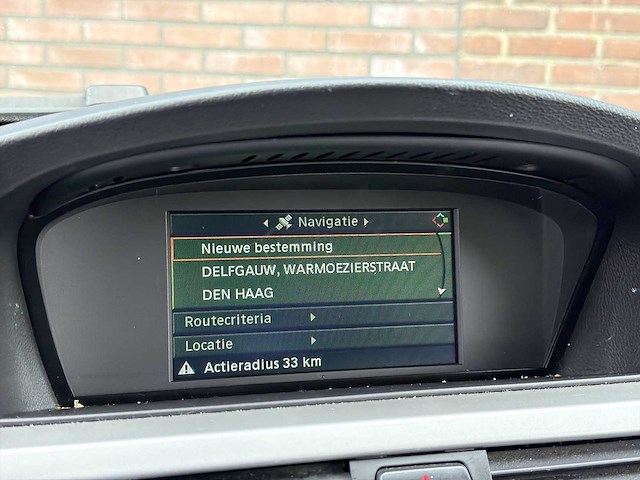 Navigatie
Nieuwe bestemming
DELFGAUW, WARMOEZIERSTRAAT
DEN HAAG
Routecriteria
Locatie
Actieradius 33 km